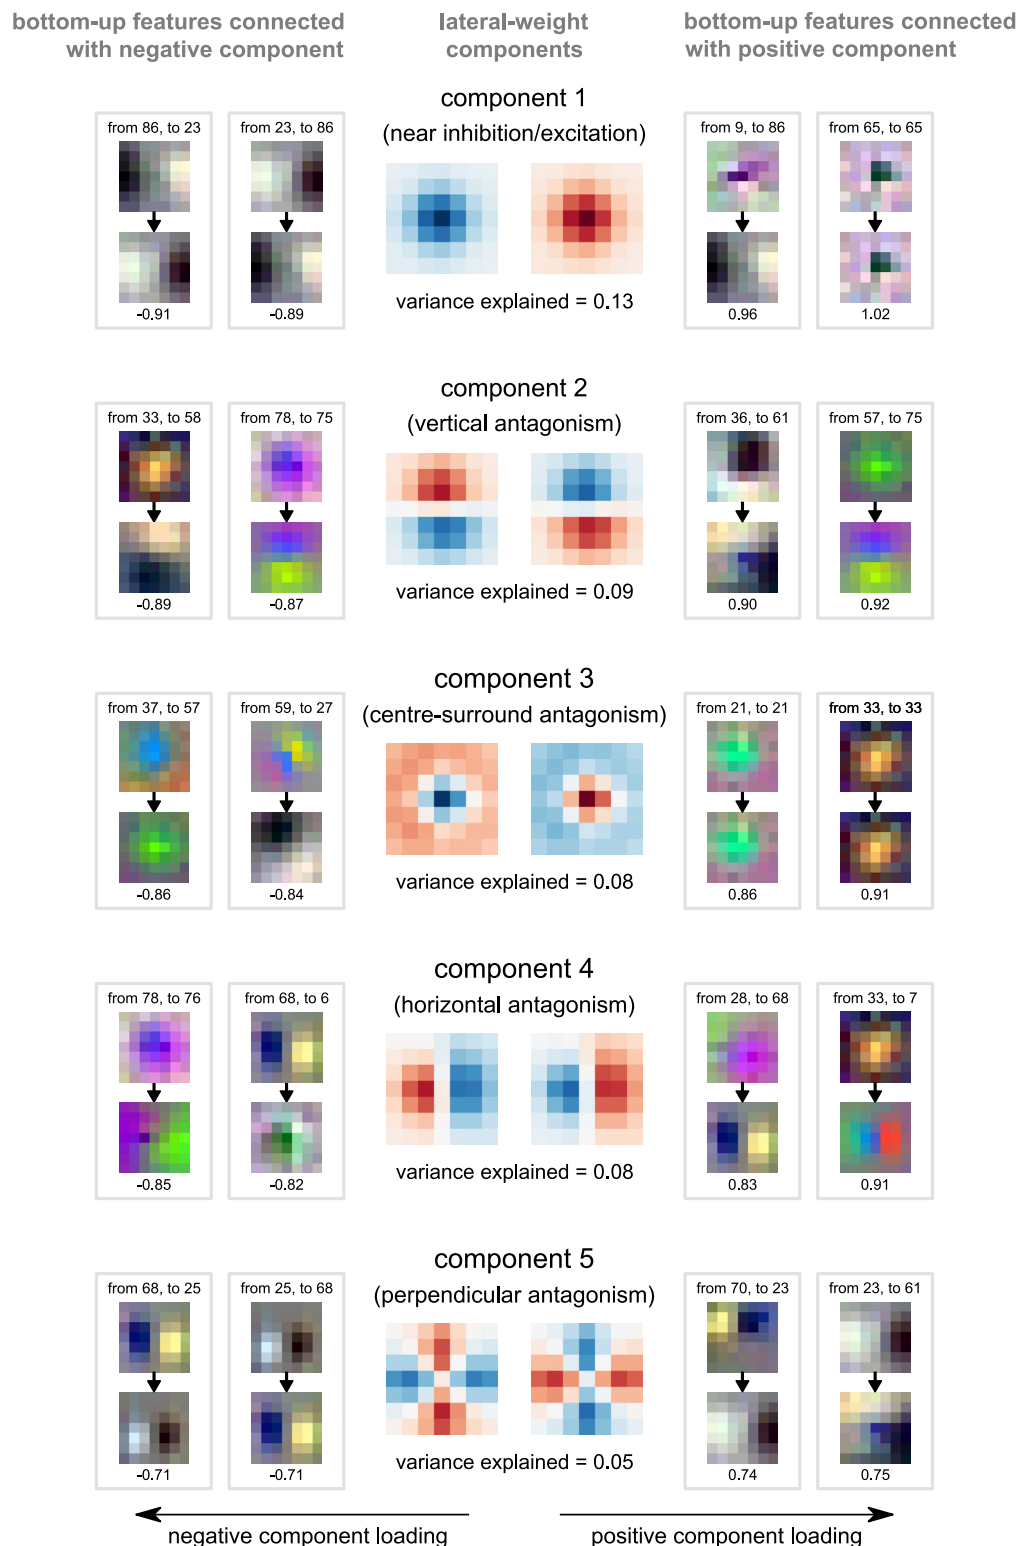 bottom-up features connected
with negative component
lateral-weight
components
bottom-up features connected
with positive component
component 1
(near inhibition/excitation)
from 86, to 23
from 23, to 86
from 9, to 86
from 65, to 65
-0.91
-0.89
variance explained = 0.13
0.96
1.02
component 2
(vertical antagonism)
from 33, to 58
from 78, to 75
from 36, to 61
from 57, to 75
-0.89
-0.87
variance explained = 0.09
0.90
0.92
component 3
(centre-surround antagonism)
from 37, to 57
from 59, to 27
from 21, to 21
from 33, to 33
-0.86
-0.84
variance explained = 0.08
0.86
0.91
component 4
(horizontal antagonism)
from 78, to 76
from 68, to 6
from 28, to 68
from 33, to 7
-0.85
-0.82
variance explained = 0.08
0.83
0.91
component 5
(perpendicular antagonism)
from 68, to 25
from 25, to 68
from 70, to 23
from 23, to 61
-0.71
-0.71
variance explained = 0.05
0.74
0.75
negative component loading
positive component loading